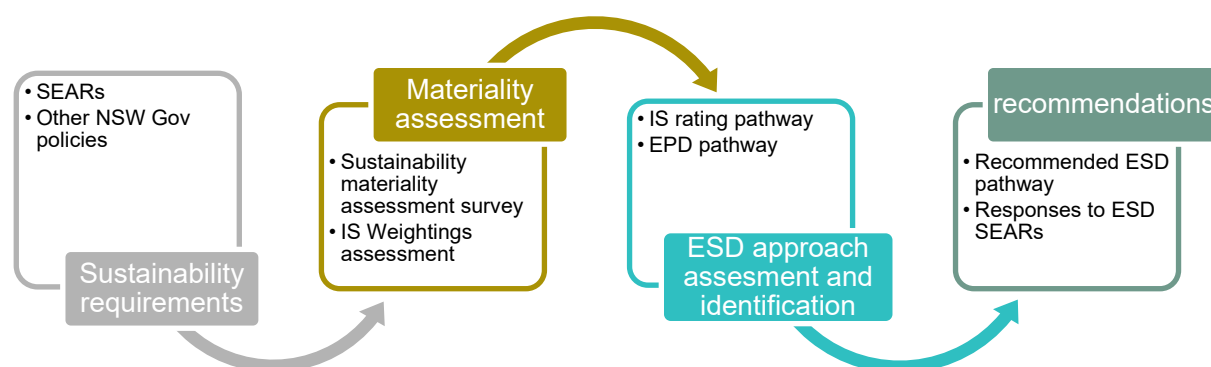 • SEARs
• Other NSW Gov
policies
Sustainability
requirements
Materiality
assessment
• Sustainability
materiality
assessment survey
• IS Weightings
assessment
• IS rating pathway
• EPD pathway
ESD approach
assesment and
identification
recommendations
• Recommended ESD
pathway
• Responses to ESD
SEARs